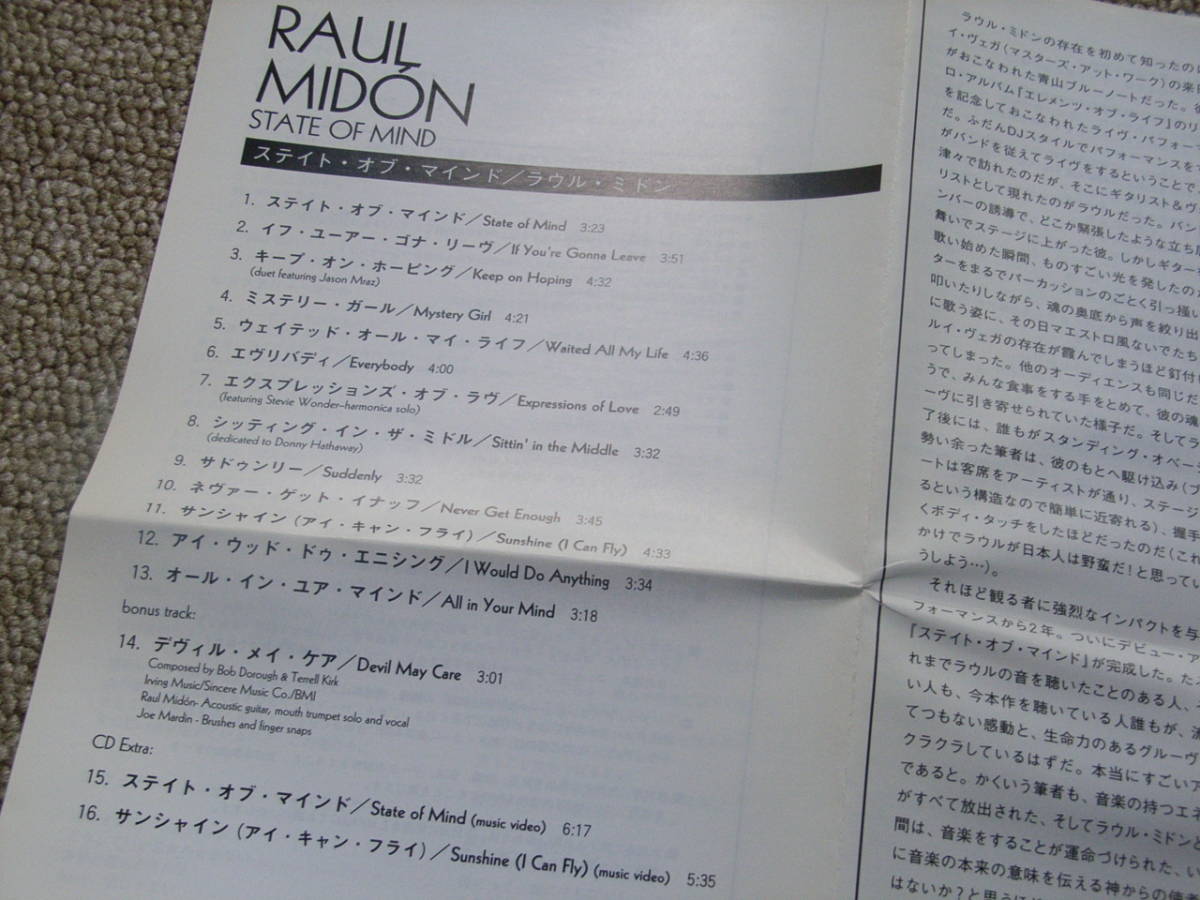 RAUL
MIDÓN
STATE OF MIND
ステイト・オブ・マインド／ラウル・ミドン
1. ステイト・オブ・マインド／State of Mind 3:23
2. イフ・ユーアー・ゴナ・リーヴ／If You're Gonna Leave 3:51
3. キープ・オン・ホーピング／Keep on Hoping 4:32
(duet featuring Jason Mraz)
4. ミステリー・ガール／Mystery Girl 4:21
5. ウェイテッド・オール・マイ・ライフ／Waited All My Life 4:36
6. エヴリバディ／Everybody 4:00
7. エクスプレッションズ・オブ・ラヴ／Expressions of Love 2:49
(featuring Stevie Wonder–harmonica solo)
8. シッティング・イン・ザ・ミドル／Sittin' in the Middle 3:32
(dedicated to Donny Hathaway)
9. サドゥンリー／Suddenly 3:32
10. ネヴァー・ゲット・イナッフ／Never Get Enough 3:45
11. サンシャイン (アイ・キャン・フライ)／Sunshine (I Can Fly) 4:33
12. アイ・ウッド・ドゥ・エニシング／I Would Do Anything 3:34
13. オール・イン・ユア・マインド／All in Your Mind 3:18
bonus track:
14. デヴィル・メイ・ケア／Devil May Care 3:01
Composed by Bob Dorough & Terrell Kirk
Irving Music/Sincere Music Co./BMI
Raul Midón- Acoustic guitar, mouth trumpet solo and vocal
Joe Mardin - Brushes and finger snaps
CD Extra:
15. ステイト・オブ・マインド／State of Mind (music video) 6:17
16. サンシャイン (アイ・キャン・フライ)／Sunshine (I Can Fly) (music video) 5:35
ラウル・ミドンの存在を初めて知ったのは
イ・ヴェガ(マスターズ・アット・ワーク)の来日
がおこなわれた青山ブルーノートだった。
ロ・アルバム『エレメンツ・オブ・ライフ』のリ
を記念しておこなわれたライヴ・パフォー
だ。ふだんDJスタイルでパフォーマンスを
がバンドを従えてライヴをするということで
津々で訪れたのだが、そこにギタリスト&ヴ
リストとして現れたのがラウルだった。バン
ンバーの誘導で、どこか緊張したような立ち
舞いでステージに上がった彼。しかしギター
歌い始めた瞬間、ものすごい光を発したの
ターをまるでパーカッションのごとく引っ掻い
叩いたりしながら、魂の奥底から声を絞り出
に歌う姿に、その日マエストロ風ないでたち
ルイ・ヴェガの存在が霞んでしまうほど釘付
ってしまった。他のオーディエンスも同じだ
うで、みんな食事をする手をとめて、彼の魂
ーヴに引き寄せられていた様子だ。そしてラ
了後には、誰もがスタンディング・オベー
勢い余った筆者は、彼のもとへ駆け込み(ブ
ートは客席をアーティストが通り、ステージ
るという構造なので簡単に近寄れる)、握手
くボディ・タッチをしたほどだったのだ(これ
かけでラウルが日本人は野蛮だ!と思ってい
うしよう…)。
それほど観る者に強烈なインパクトを与
フォーマンスから2年。ついにデビュー・ア
『ステイト・オブ・マインド』が完成した。
れまでラウルの音を聴いたことのある人、
い人も、今本作を聴いている人誰もが、
てつもない感動と、生命力のあるグルーヴ
クラクラしているはずだ。本当にすごいア
であると。かくいう筆者も、音楽の持つエネ
がすべて放出された、そしてラウル・ミドンと
間は、音楽をすることが運命づけられた、い
に音楽の本来の意味を伝える神からの使
はないか?と思うほど